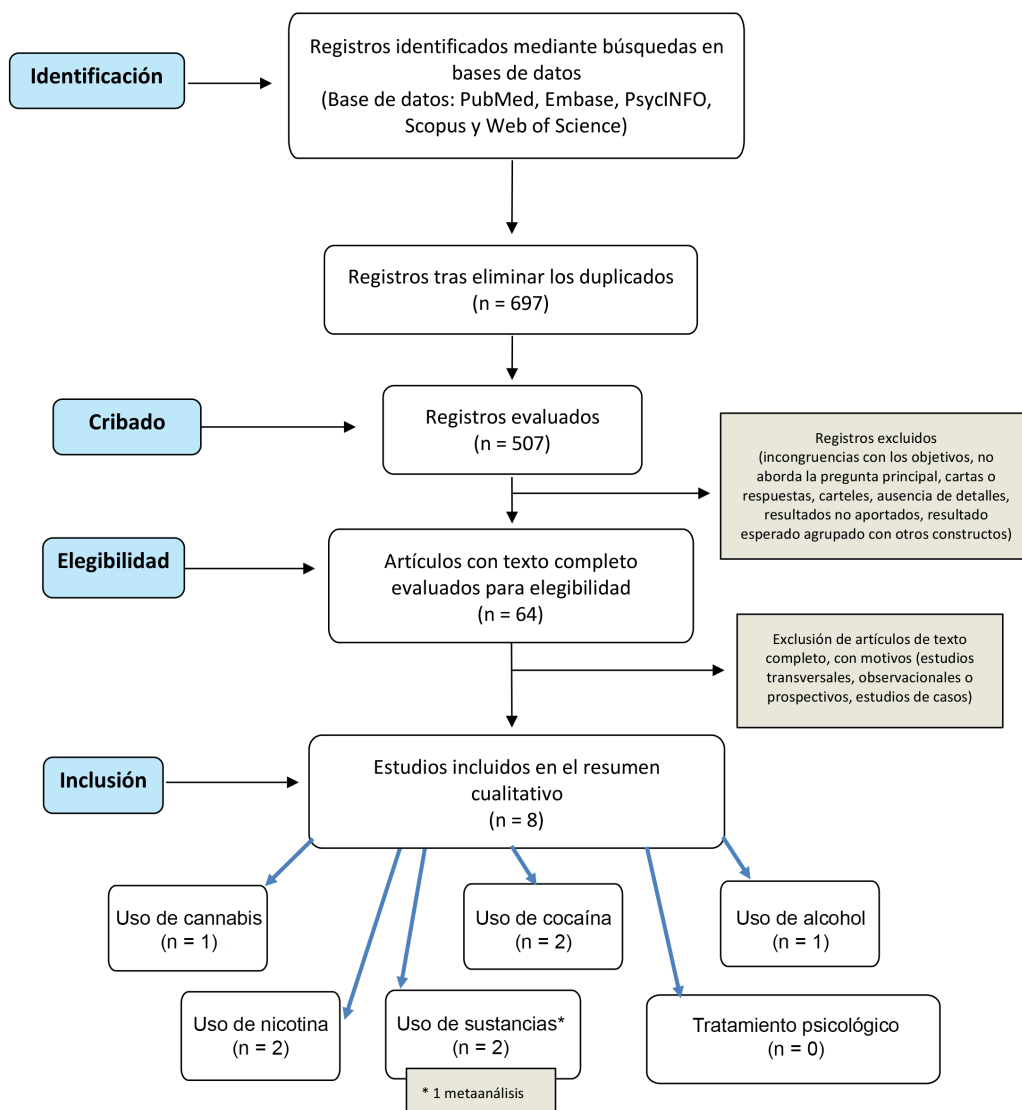 Identificación
Registros identificados mediante búsquedas en
bases de datos
(Base de datos: PubMed, Embase, PsycINFO,
Scopus y Web of Science)
Registros tras eliminar los duplicados
(n = 697)
Cribado
Registros evaluados
(n = 507)
Registros excluidos
(incongruencias con los objetivos, no
aborda la pregunta principal, cartas o
respuestas, carteles, ausencia de detalles,
resultados no aportados, resultado
esperado agrupado con otros constructos)
Elegibilidad
Artículos con texto completo
evaluados para elegibilidad
(n = 64)
Exclusión de artículos de texto
completo, con motivos (estudios
transversales, observacionales o
prospectivos, estudios de casos)
Inclusión
Estudios incluidos en el resumen
cualitativo
(n = 8)
Uso de cannabis
(n = 1)
Uso de cocaína
(n = 2)
Uso de alcohol
(n = 1)
Uso de nicotina
(n = 2)
Uso de sustancias*
(n = 2)
Tratamiento psicológico
(n = 0)
* 1 metaanálisis